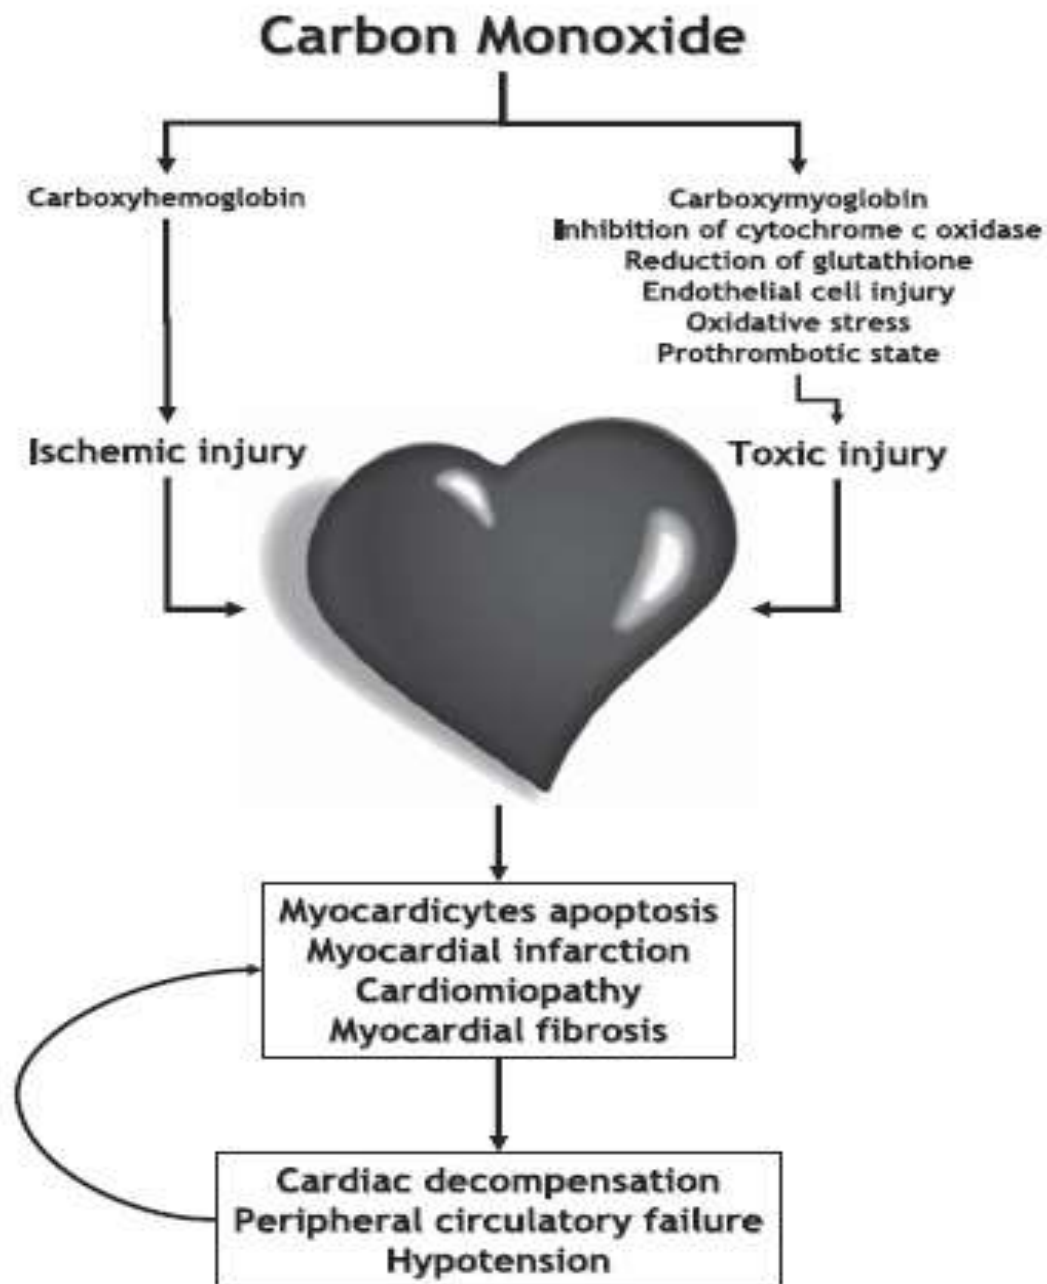 Carbon Monoxide
Carboxyhemoglobin
Carboxymyoglobin
Inhibition of cytochrome c oxidase
Reduction of glutathione
Endothelial cell injury
Oxidative stress
Prothrombotic state
Ischemic injury
Toxic injury
Myocardicytes apoptosis
Myocardial infarction
Cardiomiopathy
Myocardial fibrosis
Cardiac decompensation
Peripheral circulatory failure
Hypotension